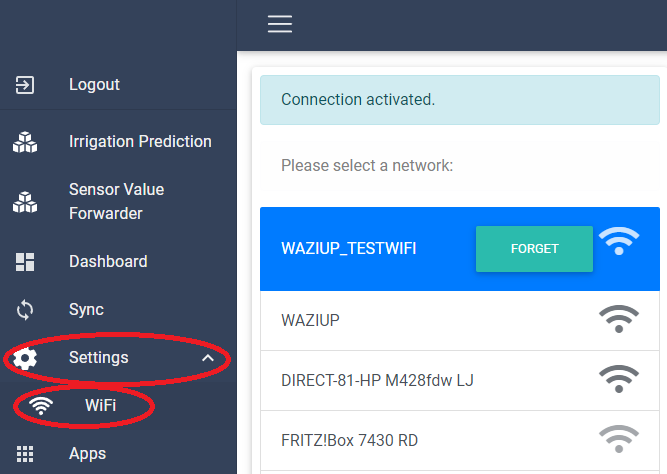 Logout
Irrigation Prediction
Sensor Value
Forwarder
Dashboard
Sync
Settings
WiFi
Apps
Connection activated.
Please select a network:
WAZIUP_TESTWIFI
FORGET
WAZIUP
DIRECT-81-HP M428fdw LJ
FRITZ!Box 7430 RD